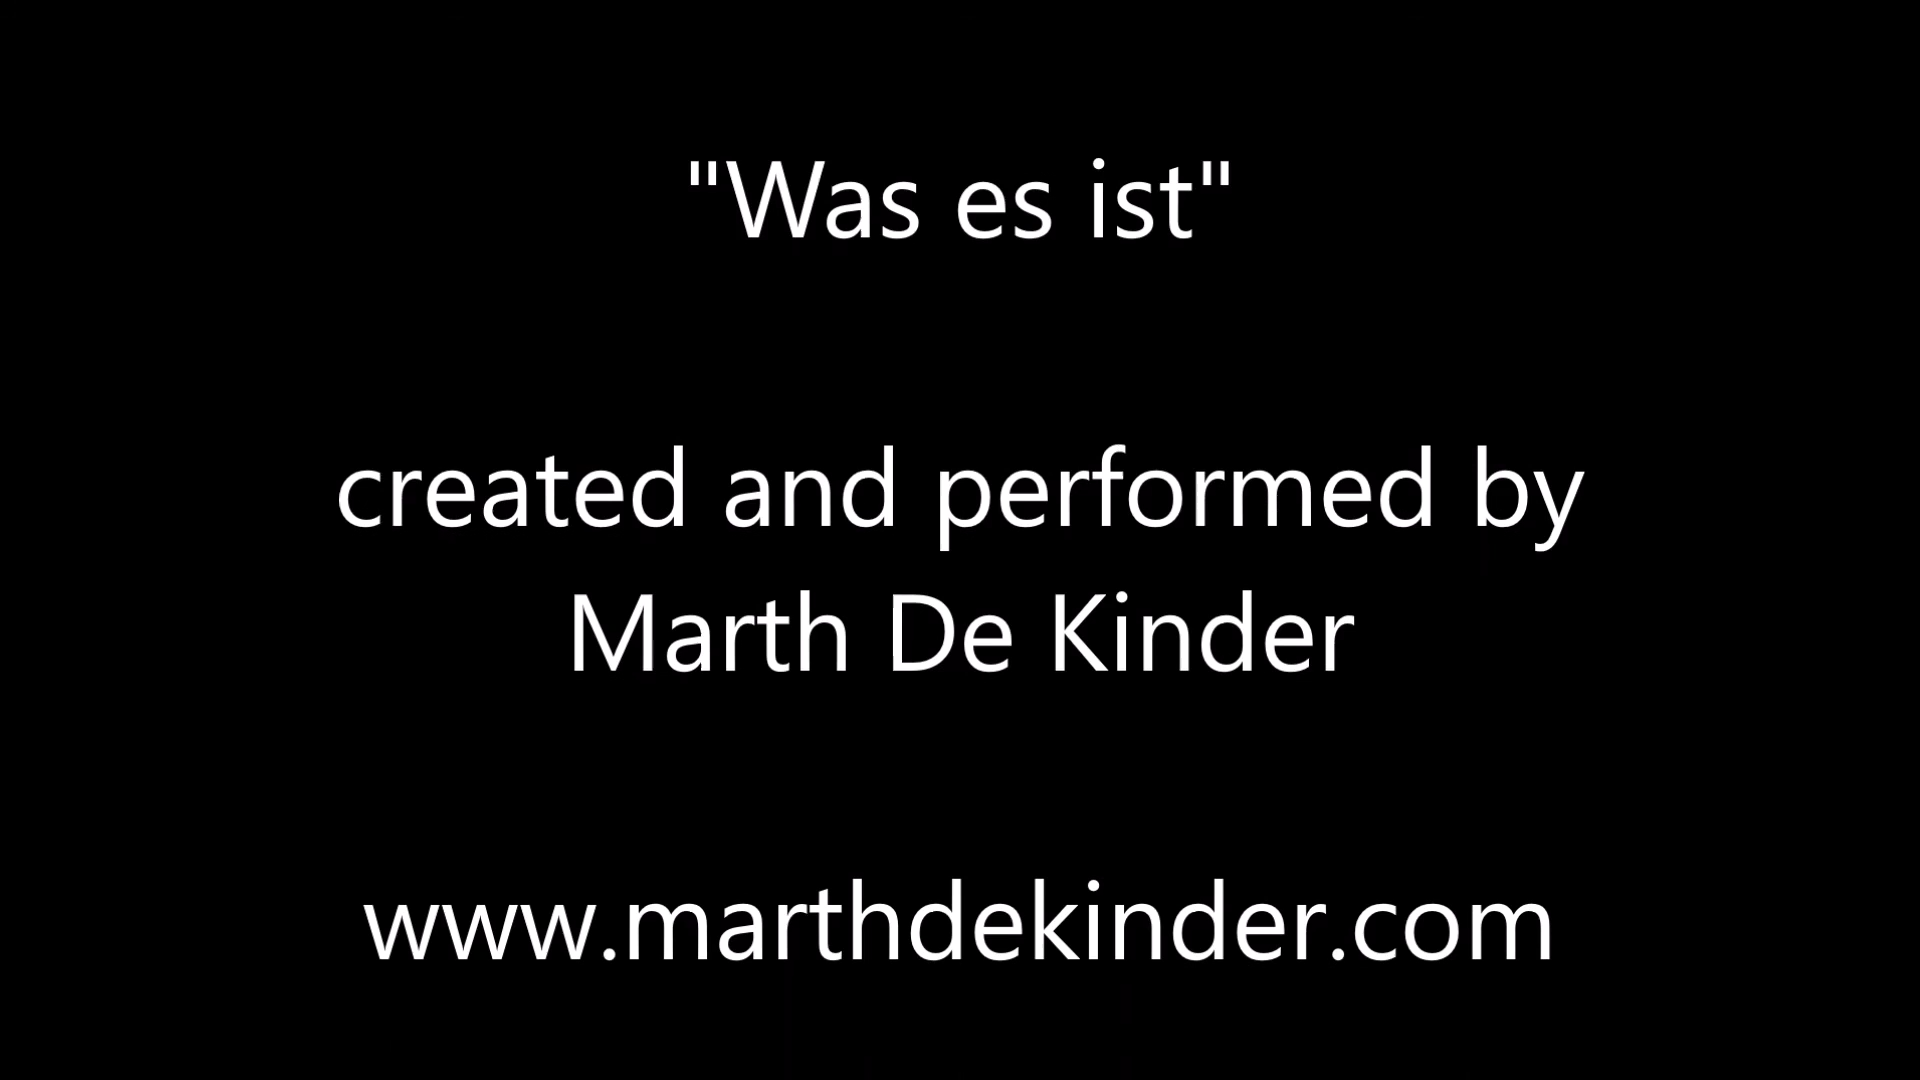 "Was es ist"
created and performed by
Marth De Kinder
www.marthdekinder.com